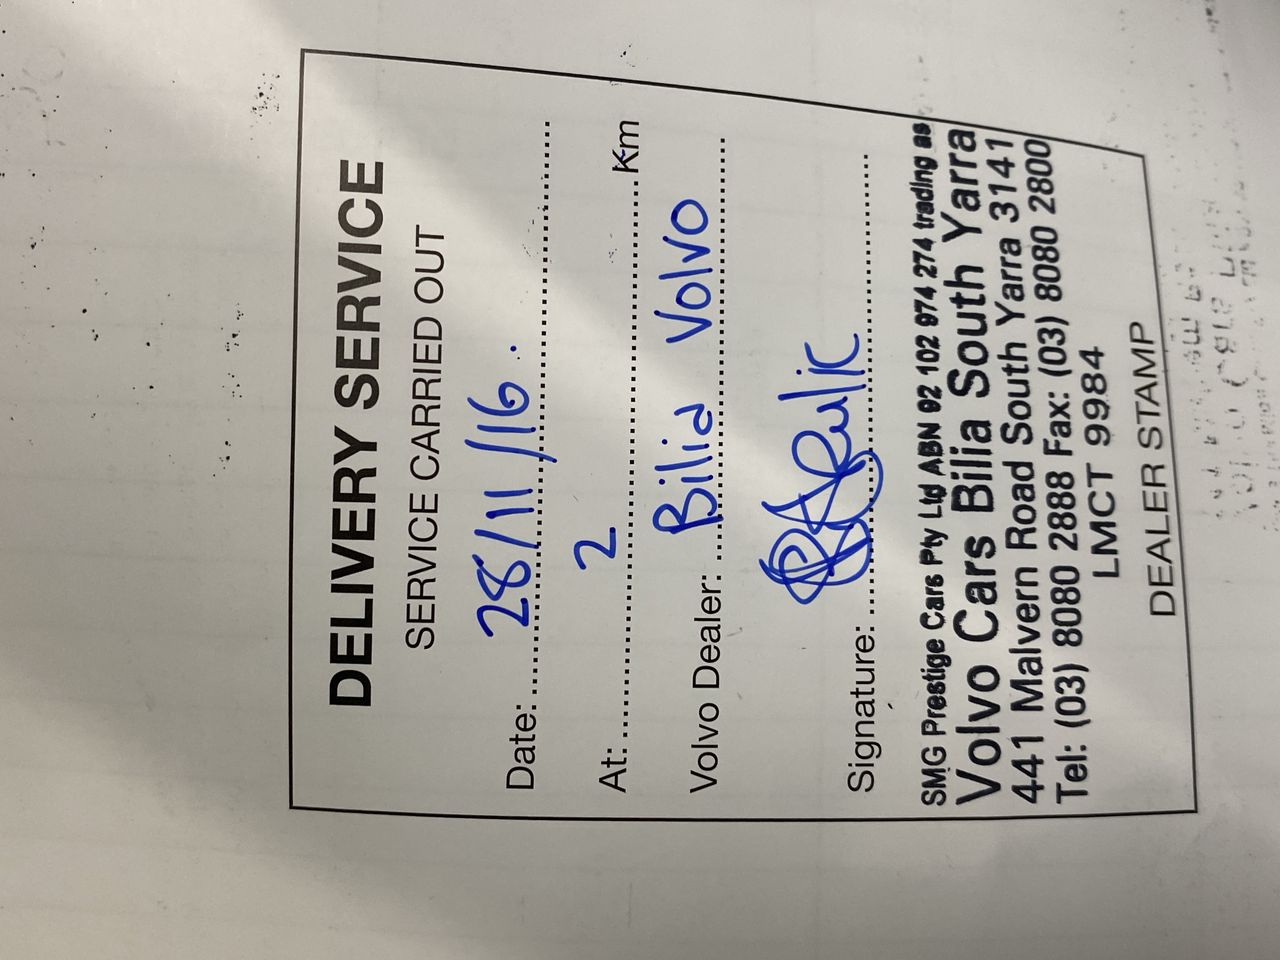 DELIVERY SERVICE
SERVICE CARRIED OUT
Date: 28/11/16.
At: 2 Km
Volvo Dealer: Bilia Volvo
Signature:
SMG Prestige Cars Pty Ltd ABN 92 102 974 274 trading as
Volvo Cars Bilia South Yarra
441 Malvern Road South Yarra 3141
Tel: (03) 8080 2888 Fax: (03) 8080 2800
LMCT 9984
DEALER STAMP